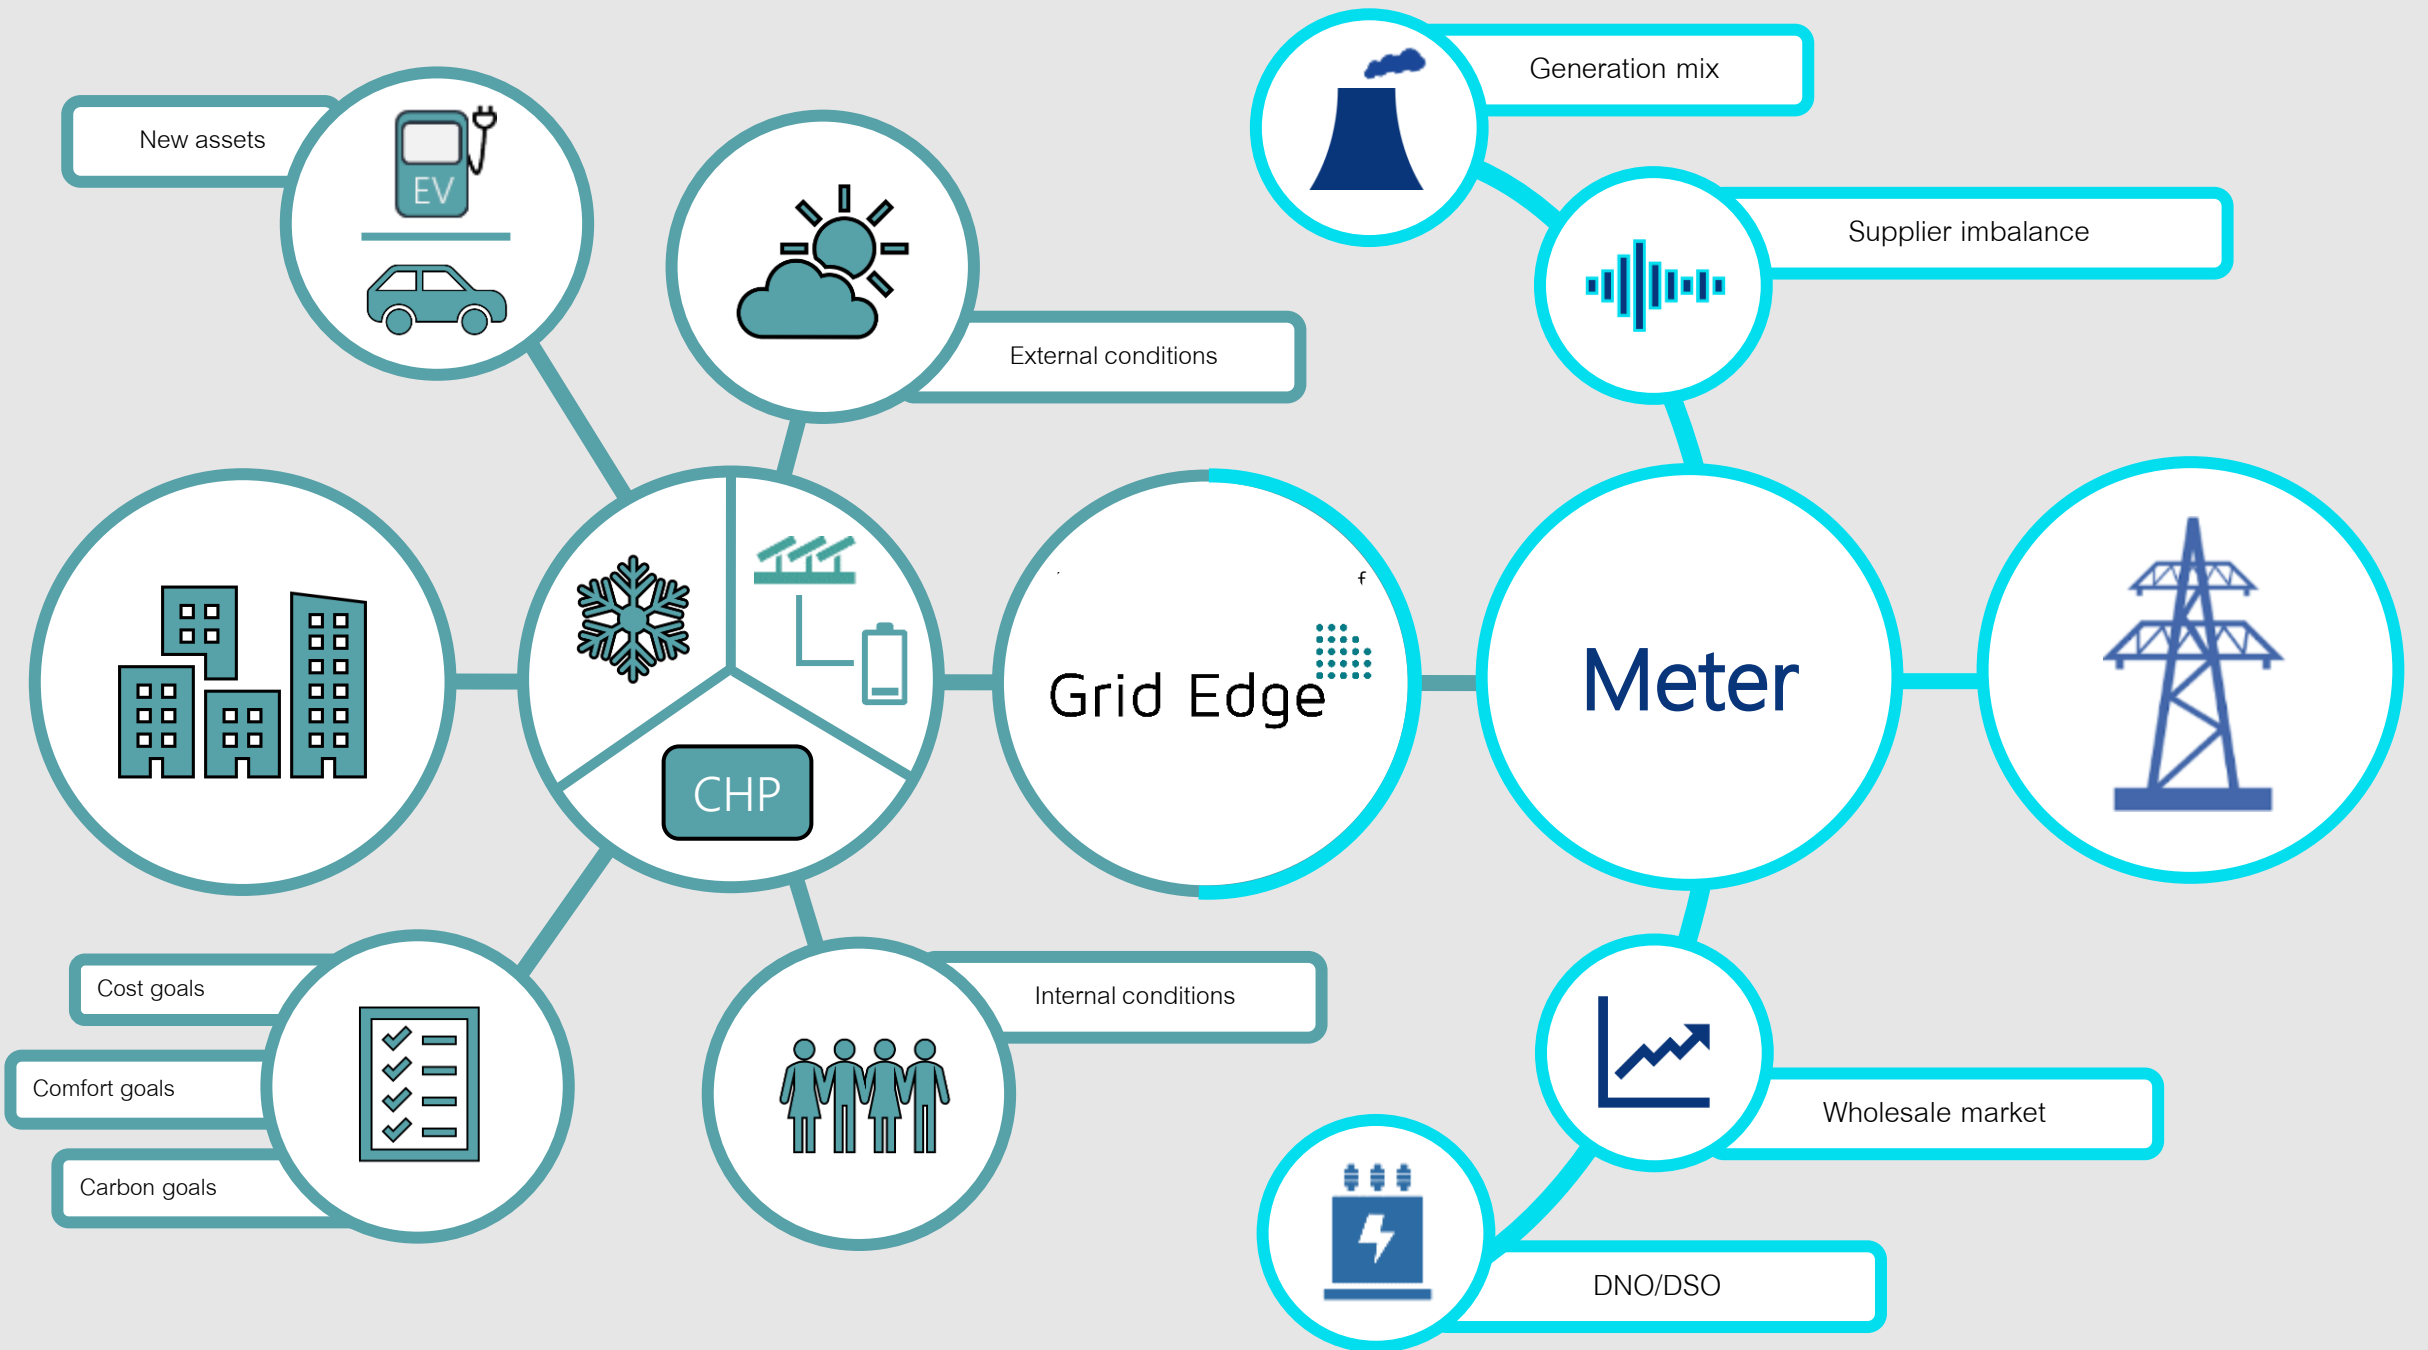 Generation mix
New assets
EV
Supplier imbalance
External conditions
f
Grid Edge
Meter
CHP
Cost goals
Internal conditions
Comfort goals
Wholesale market
Carbon goals
DNO/DSO